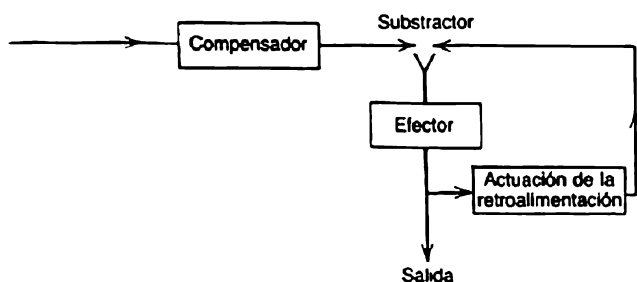 Substractor
Compensador
Efector
Actuación de la
retroalimentación
Salida